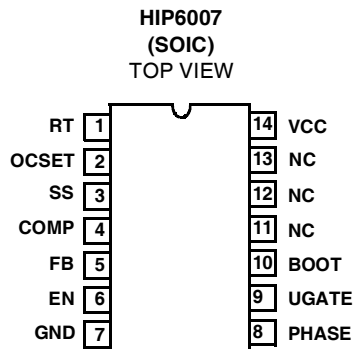 HIP6007
(SOIC)
TOP VIEW
RT 1 14 VCC
OCSET 2 13 NC
SS 3 12 NC
COMP 4 11 NC
FB 5 10 BOOT
EN 6 9 UGATE
GND 7 8 PHASE